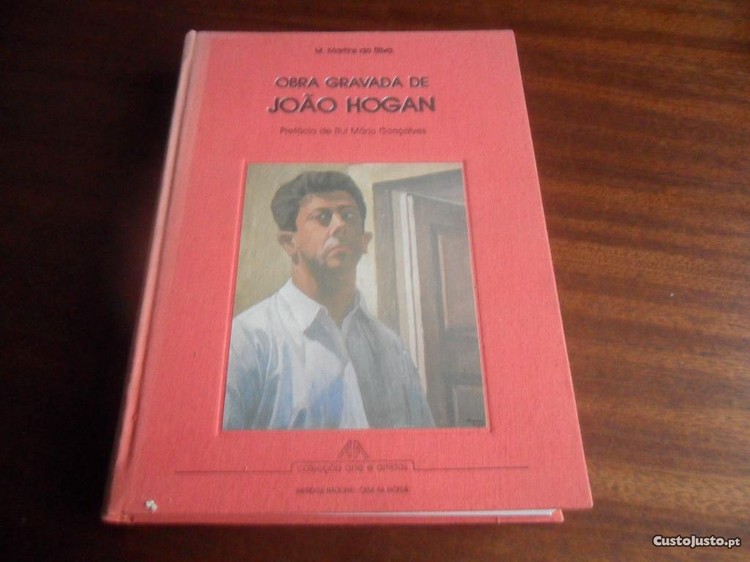 M. Martins da Silva
OBRA GRAVADA DE
JOÃO HOGAN
Prefácio de Rui Mário Gonçalves
colecção arte e artistas
IMPRENSA NACIONAL - CASA DA MOEDA
CustoJusto.pt